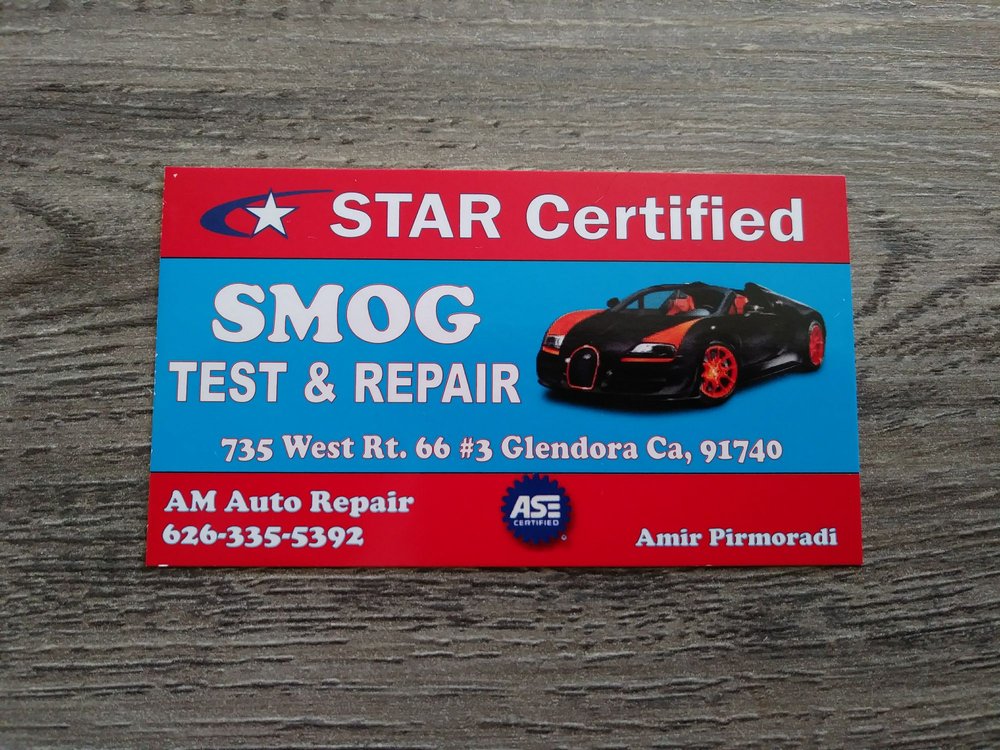 STAR Certified
SMOG
TEST & REPAIR
735 West Rt. 66 #3 Glendora Ca, 91740
AM Auto Repair
626-335-5392
ASE
CERTIFIED
Amir Pirmoradi